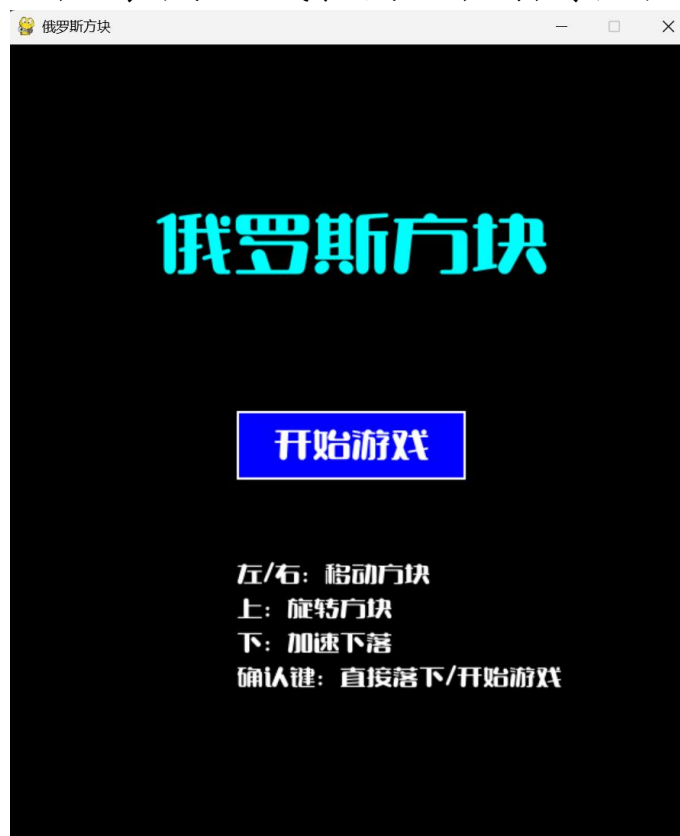 俄罗斯方块
俄罗斯方块
开始游戏
左/右：移动方块
上：旋转方块
下：加速下落
确认键：直接落下/开始游戏